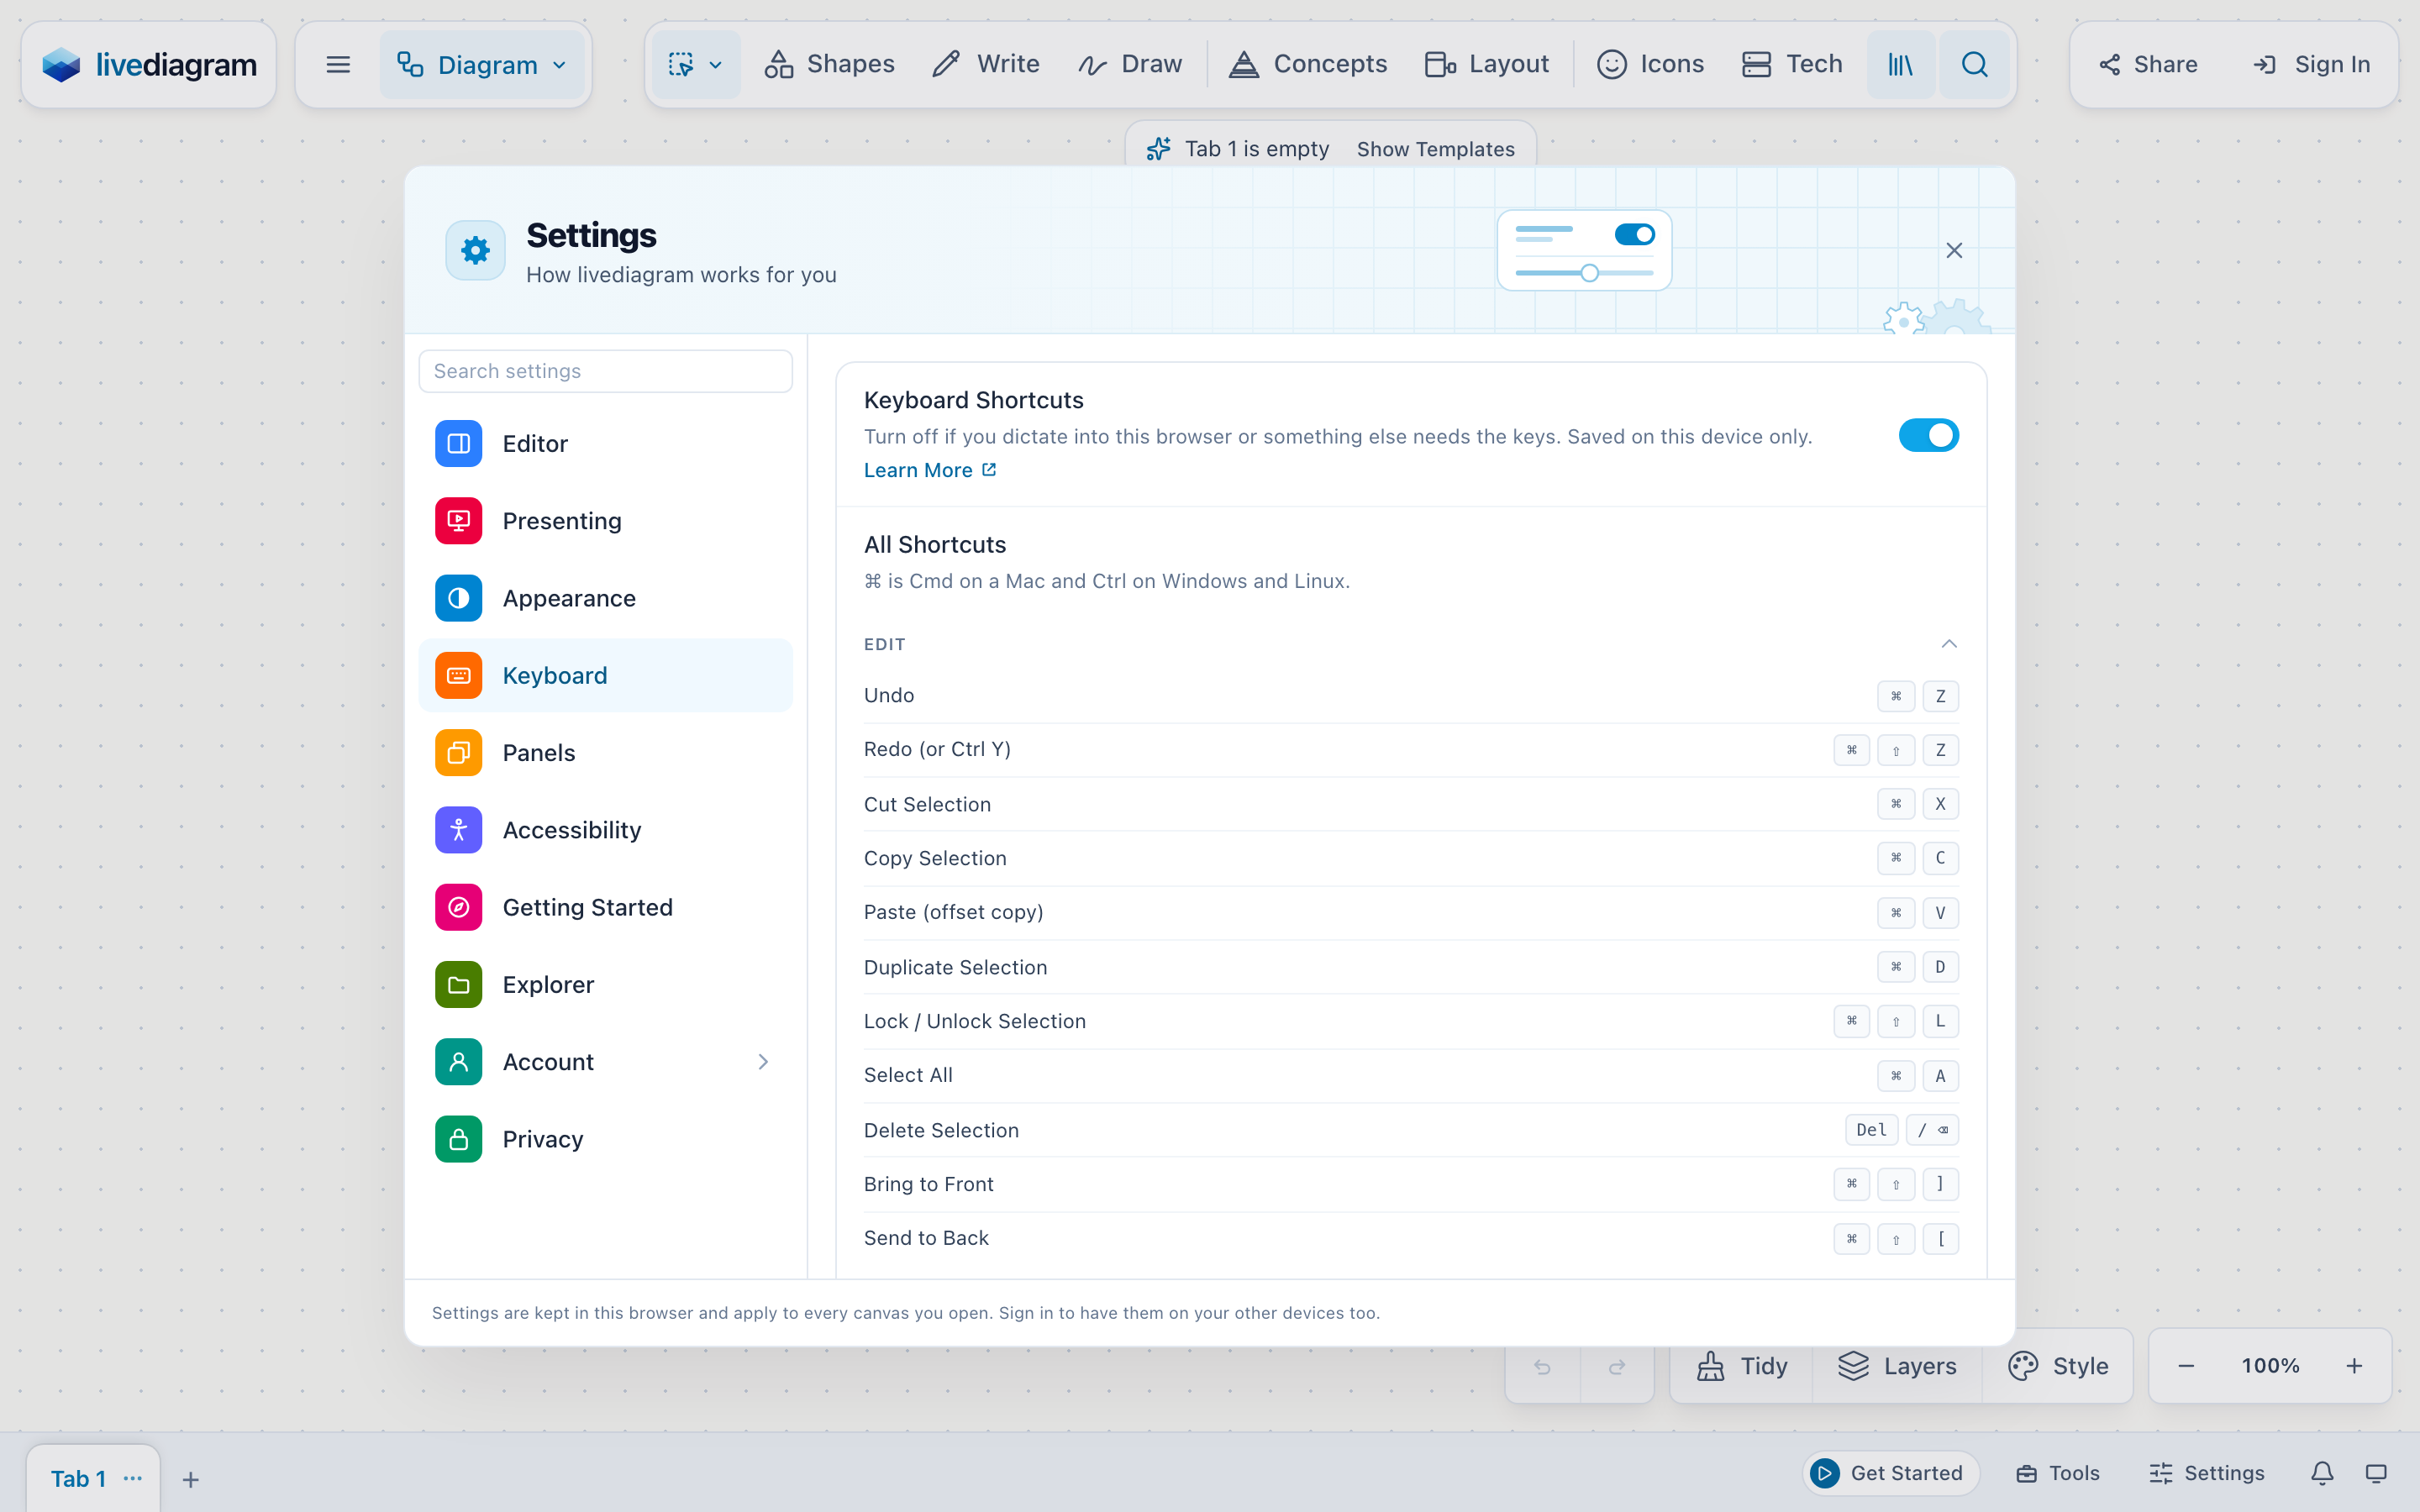 livediagram
Diagram
Shapes
Write
Draw
Concepts
Layout
Icons
Tech
Share
Sign In
Tab 1 is empty
Show Templates
Settings
How livediagram works for you
Search settings
Editor
Presenting
Appearance
Keyboard
Panels
Accessibility
Getting Started
Explorer
Account
Privacy
Keyboard Shortcuts
Turn off if you dictate into this browser or something else needs the keys. Saved on this device only.
Learn More
All Shortcuts
⌘ is Cmd on a Mac and Ctrl on Windows and Linux.
EDIT
Undo ⌘ Z
Redo (or Ctrl Y) ⌘ ⇧ Z
Cut Selection ⌘ X
Copy Selection ⌘ C
Paste (offset copy) ⌘ V
Duplicate Selection ⌘ D
Lock / Unlock Selection ⌘ ⇧ L
Select All ⌘ A
Delete Selection Del / ⌫
Bring to Front ⌘ ⇧ ]
Send to Back ⌘ ⇧ [
Settings are kept in this browser and apply to every canvas you open. Sign in to have them on your other devices too.
Tidy
Layers
Style
100%
Tab 1
Get Started
Tools
Settings